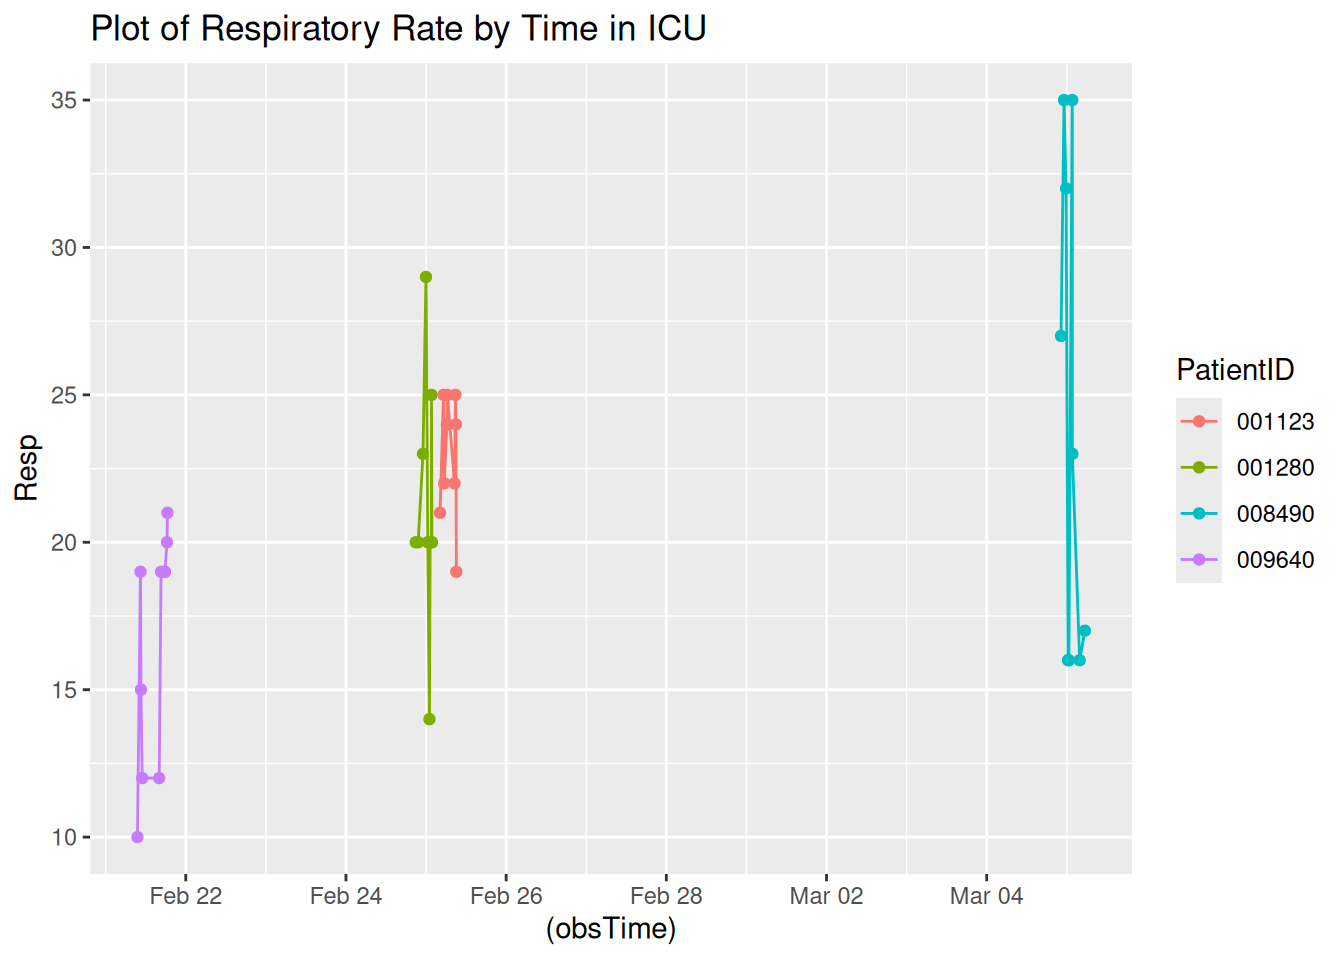 Plot of Respiratory Rate by Time in ICU
35
30
25
20
15
10
Resp
Feb 22 Feb 24 Feb 26 Feb 28 Mar 02 Mar 04
(obsTime)
PatientID
001123
001280
008490
009640